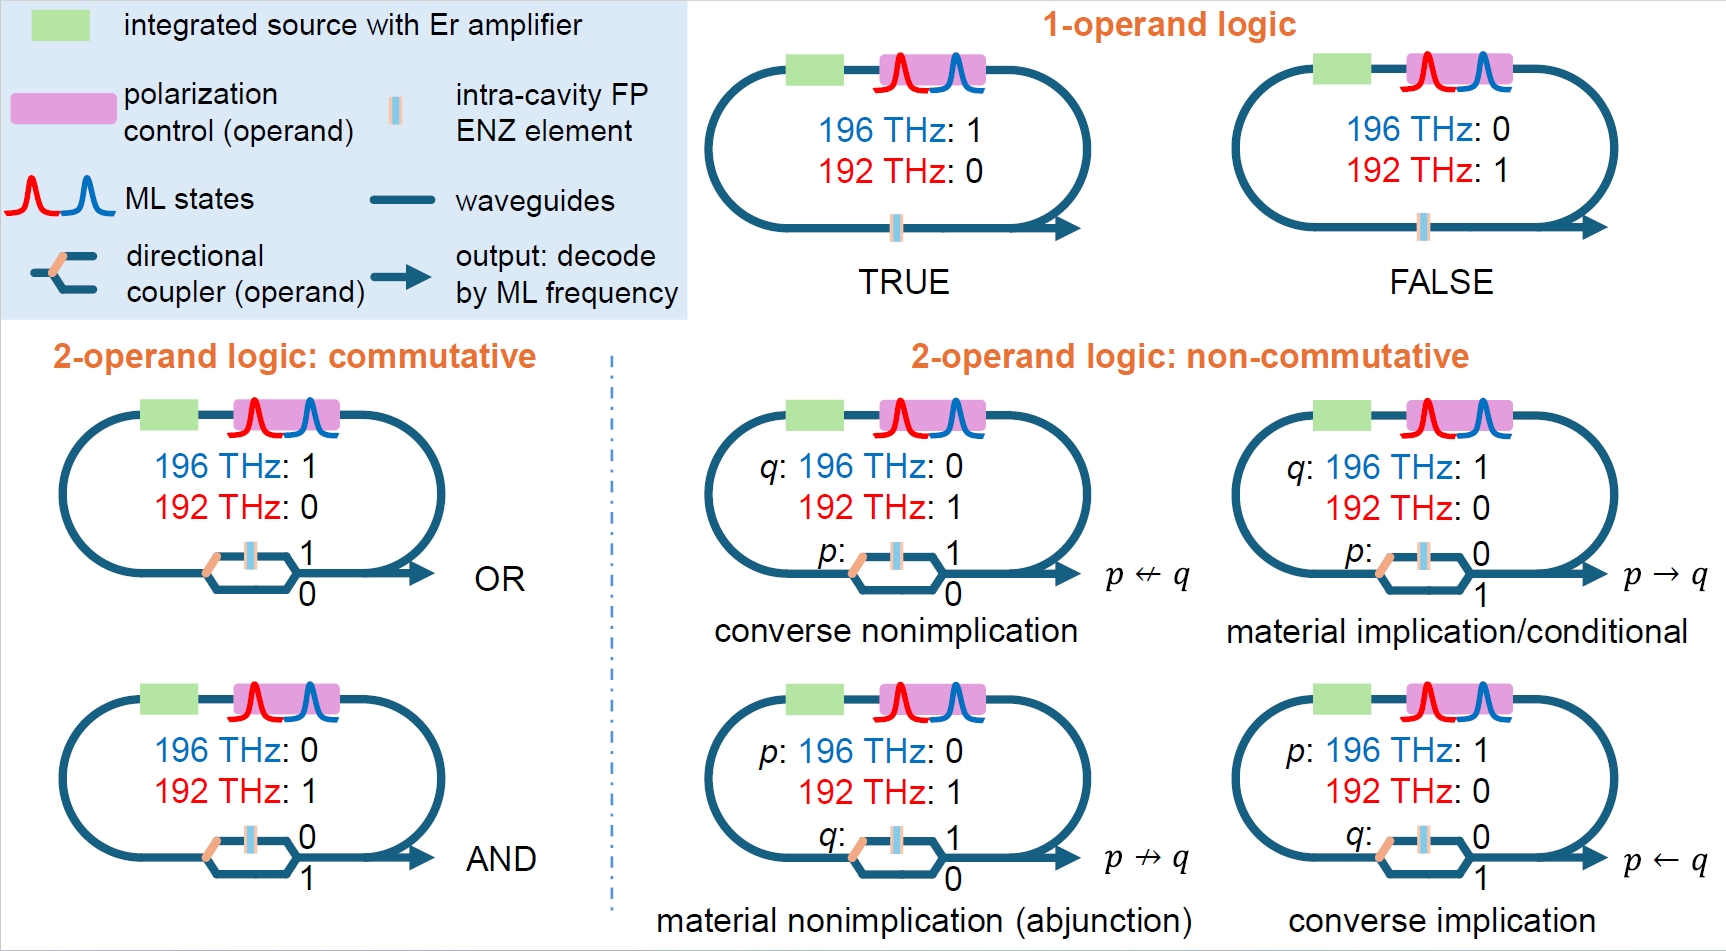 integrated source with Er amplifier
polarization
control (operand)
intra-cavity FP
ENZ element
ML states
waveguides
directional
coupler (operand)
output: decode
by ML frequency
1-operand logic
196 THz: 1
192 THz: 0
TRUE
196 THz: 0
192 THz: 1
FALSE
2-operand logic: commutative
196 THz: 1
192 THz: 0
1
0
OR
196 THz: 0
192 THz: 1
0
1
AND
2-operand logic: non-commutative
q: 196 THz: 0
192 THz: 1
p: 1
0
p ↚ q
converse nonimplication
q: 196 THz: 1
192 THz: 0
p: 0
1
p → q
material implication/conditional
p: 196 THz: 0
192 THz: 1
q: 1
0
p ↛ q
material nonimplication (abjunction)
p: 196 THz: 1
192 THz: 0
q: 0
1
p ← q
converse implication